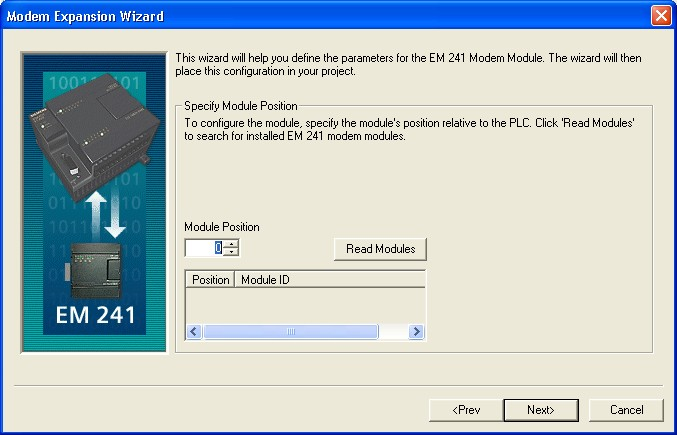 Modem Expansion Wizard
This wizard will help you define the parameters for the EM 241 Modem Module. The wizard will then
place this configuration in your project.
Specify Module Position
To configure the module, specify the module's position relative to the PLC. Click 'Read Modules'
to search for installed EM 241 modem modules.
Module Position
0
Read Modules
Position Module ID
EM 241
<Prev
Next>
Cancel